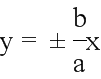 y = ± b/a x